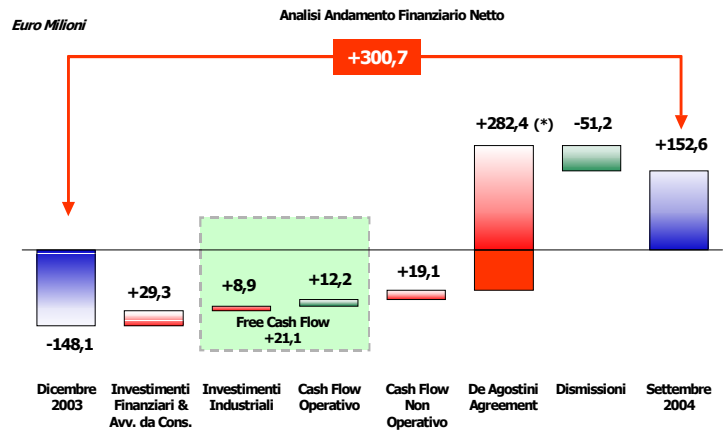 Analisi Andamento Finanziario Netto
Euro Milioni
+300,7
+282,4 (*)
-51,2
+152,6
+29,3
+8,9
+12,2
+19,1
Free Cash Flow
+21,1
-148,1
Dicembre
2003
Investimenti
Finanziari &
Avv. da Cons.
Investimenti
Industriali
Cash Flow
Operativo
Cash Flow
Non
Operativo
De Agostini
Agreement
Dismissioni
Settembre
2004